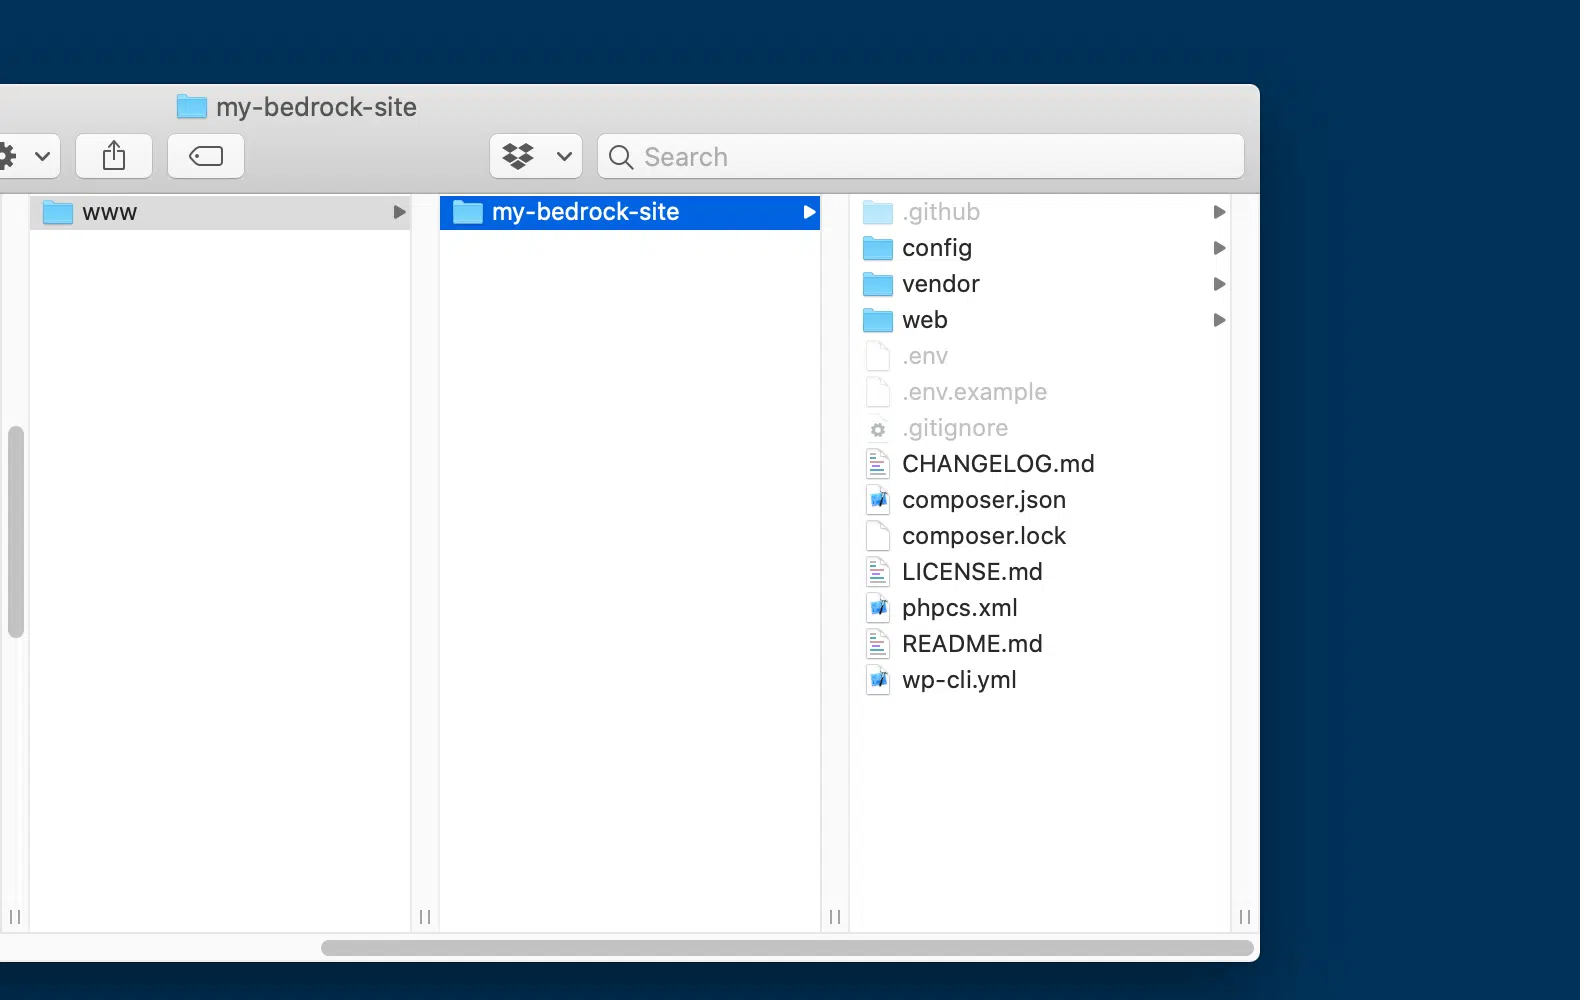 my-bedrock-site
Search
www
my-bedrock-site
.github
config
vendor
web
.env
.env.example
.gitignore
CHANGELOG.md
composer.json
composer.lock
LICENSE.md
phpcs.xml
README.md
wp-cli.yml